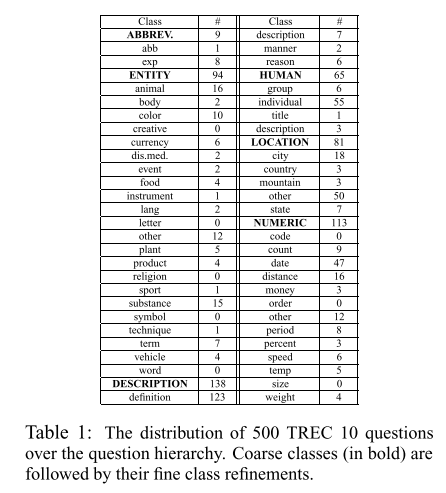 Class # Class #
ABBREV. 9 description 7
abb 1 manner 2
exp 8 reason 6
ENTITY 94 HUMAN 65
animal 16 group 6
body 2 individual 55
color 10 title 1
creative 0 description 3
currency 6 LOCATION 81
dis.med. 2 city 18
event 2 country 3
food 4 mountain 3
instrument 1 other 50
lang 2 state 7
letter 0 NUMERIC 113
other 12 code 0
plant 5 count 9
product 4 date 47
religion 0 distance 16
sport 1 money 3
substance 15 order 0
symbol 0 other 12
technique 1 period 8
term 7 percent 3
vehicle 4 speed 6
word 0 temp 5
DESCRIPTION 138 size 0
definition 123 weight 4
Table 1: The distribution of 500 TREC 10 questions
over the question hierarchy. Coarse classes (in bold) are
followed by their fine class refinements.